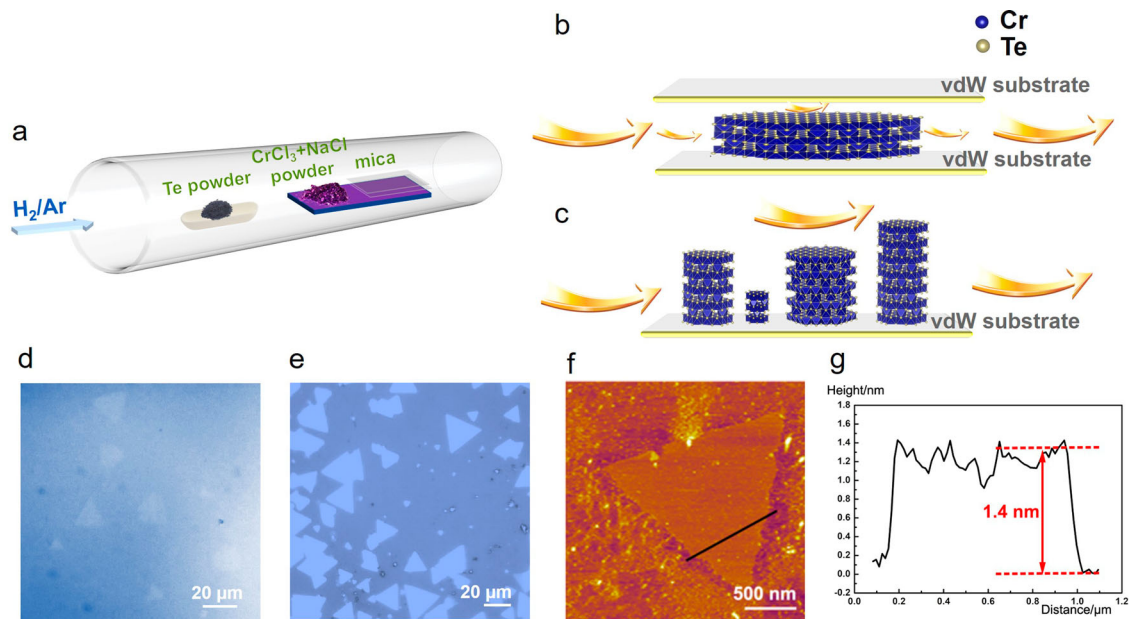 a
H₂/Ar
Te powder
CrCl₃+NaCl
powder
mica
b
Cr
Te
vdW substrate
vdW substrate
c
vdW substrate
d
20 μm
e
20 μm
f
500 nm
g
Height/nm
1.8
1.6
1.4
1.2
1.0
0.8
0.6
0.4
0.2
0.0
-0.2
1.4 nm
0.0 0.2 0.4 0.6 0.8 1.0 1.2
Distance/μm